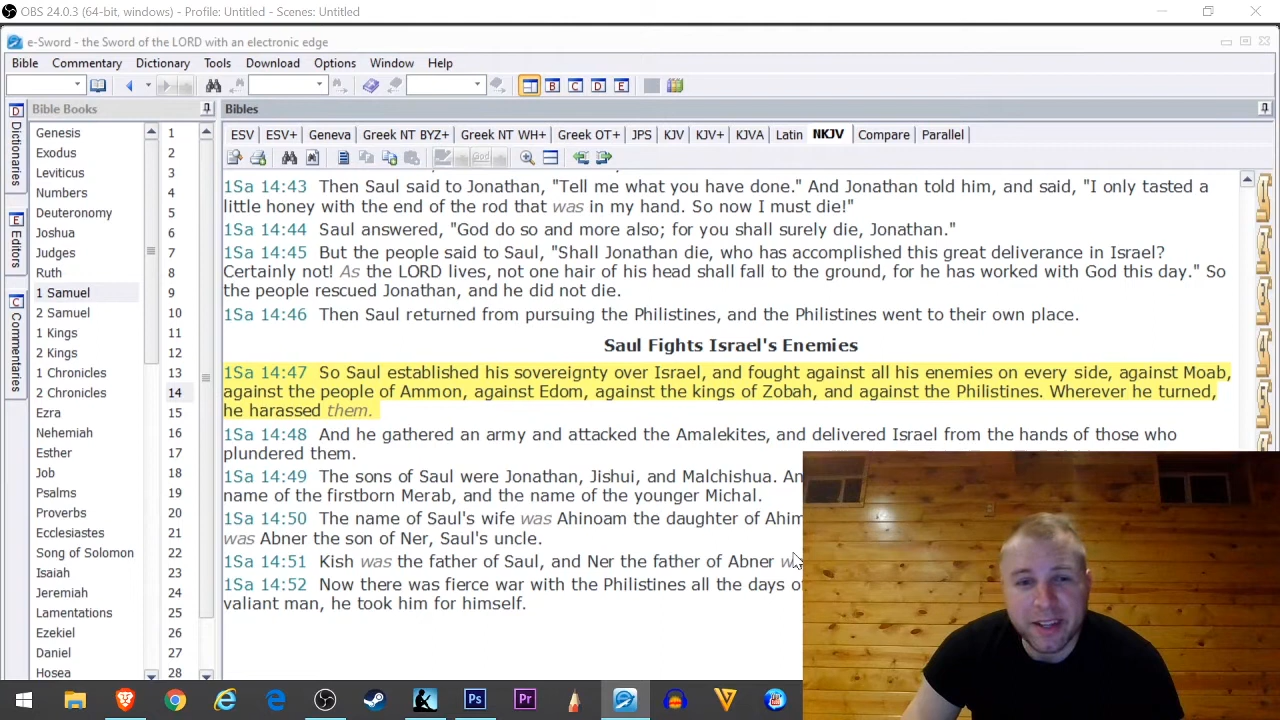 OBS 24.0.3 (64-bit, windows) - Profile: Untitled - Scenes: Untitled
e-Sword - the Sword of the LORD with an electronic edge
Bible Commentary Dictionary Tools Download Options Window Help
B C D E
Bible Books
Bibles
Dictionaries
Editors
Commentaries
ESV ESV+ Geneva Greek NT BYZ+ Greek NT WH+ Greek OT+ JPS KJV KJV+ KJVA Latin NKJV Compare Parallel
Genesis 1
Exodus 2
Leviticus 3
Numbers 4
Deuteronomy 5
Joshua 6
Judges 7
Ruth 8
1 Samuel 9
2 Samuel 10
1 Kings 11
2 Kings 12
1 Chronicles 13
2 Chronicles 14
Ezra 15
Nehemiah 16
Esther 17
Job 18
Psalms 19
Proverbs 20
Ecclesiastes 21
Song of Solomon 22
Isaiah 23
Jeremiah 24
Lamentations 25
Ezekiel 26
Daniel 27
Hosea 28
1Sa 14:43 Then Saul said to Jonathan, "Tell me what you have done." And Jonathan told him, and said, "I only tasted a
little honey with the end of the rod that was in my hand. So now I must die!"
1Sa 14:44 Saul answered, "God do so and more also; for you shall surely die, Jonathan."
1Sa 14:45 But the people said to Saul, "Shall Jonathan die, who has accomplished this great deliverance in Israel?
Certainly not! As the LORD lives, not one hair of his head shall fall to the ground, for he has worked with God this day." So
the people rescued Jonathan, and he did not die.
1Sa 14:46 Then Saul returned from pursuing the Philistines, and the Philistines went to their own place.
Saul Fights Israel's Enemies
1Sa 14:47 So Saul established his sovereignty over Israel, and fought against all his enemies on every side, against Moab,
against the people of Ammon, against Edom, against the kings of Zobah, and against the Philistines. Wherever he turned,
he harassed them.
1Sa 14:48 And he gathered an army and attacked the Amalekites, and delivered Israel from the hands of those who
plundered them.
1Sa 14:49 The sons of Saul were Jonathan, Jishui, and Malchishua.
name of the firstborn Merab, and the name of the younger Michal.
1Sa 14:50 The name of Saul's wife was Ahinoam the daughter of
was Abner the son of Ner, Saul's uncle.
1Sa 14:51 Kish was the father of Saul, and Ner the father of Abner
1Sa 14:52 Now there was fierce war with the Philistines all the days of
valiant man, he took him for himself.
Ps Pr